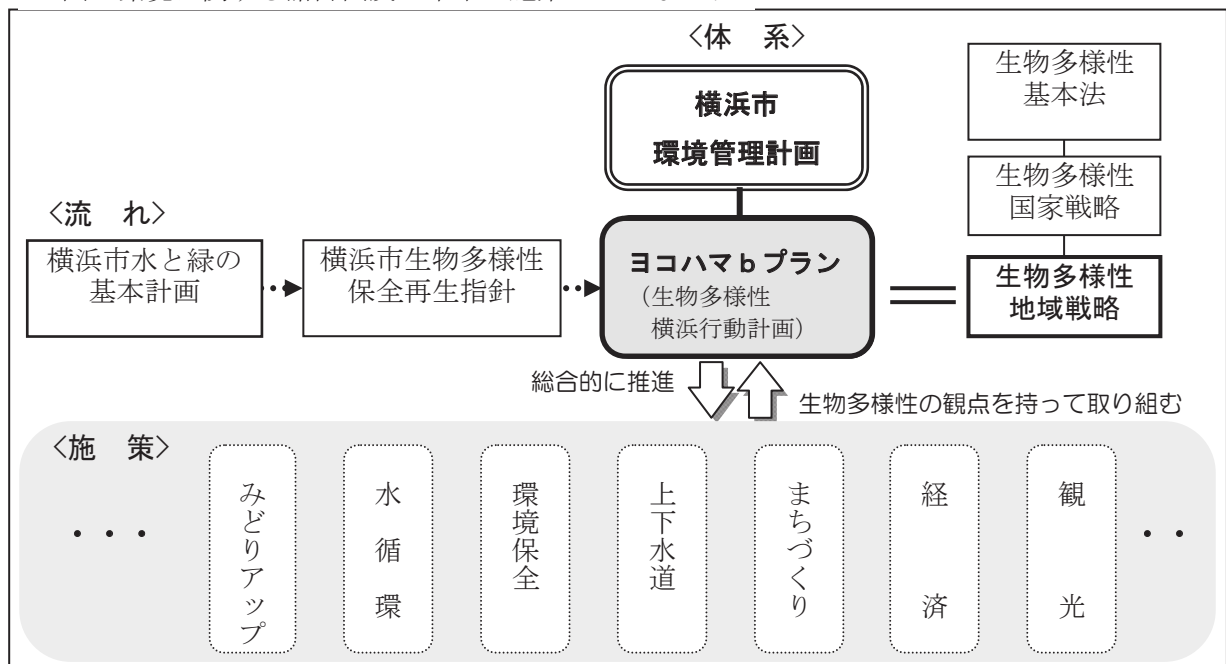 〈体 系〉
横浜市
環境管理計画
生物多様性
基本法
生物多様性
国家戦略
生物多様性
地域戦略
〈流 れ〉
横浜市水と緑の
基本計画
横浜市生物多様性
保全再生指針
ヨコハマbプラン
(生物多様性
横浜行動計画)
総合的に推進
生物多様性の観点を持って取り組む
〈施 策〉
・・・
みどりアップ
水循環
環境保全
上下水道
まちづくり
経済
観光
・・